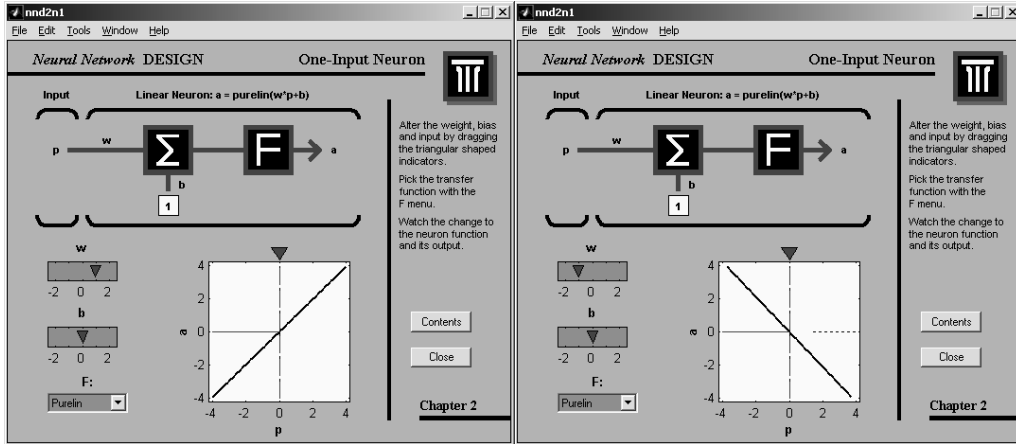 nnd2n1
File Edit Tools Window Help
Neural Network DESIGN
One-Input Neuron
Input
Linear Neuron: a = purelin(w*p+b)
p
w
Σ
F
a
b
1
Alter the weight, bias
and input by dragging
the triangular shaped
indicators.
Pick the transfer
function with the
F menu.
Watch the change to
the neuron function
and its output.
w
-2 0 2
b
-2 0 2
F:
Purelin
4
2
0
-2
-4
a
-4 -2 0 2 4
p
Contents
Close
Chapter 2
nnd2n1
File Edit Tools Window Help
Neural Network DESIGN
One-Input Neuron
Input
Linear Neuron: a = purelin(w*p+b)
p
w
Σ
F
a
b
1
Alter the weight, bias
and input by dragging
the triangular shaped
indicators.
Pick the transfer
function with the
F menu.
Watch the change to
the neuron function
and its output.
w
-2 0 2
b
-2 0 2
F:
Purelin
4
2
0
-2
-4
a
-4 -2 0 2 4
p
Contents
Close
Chapter 2